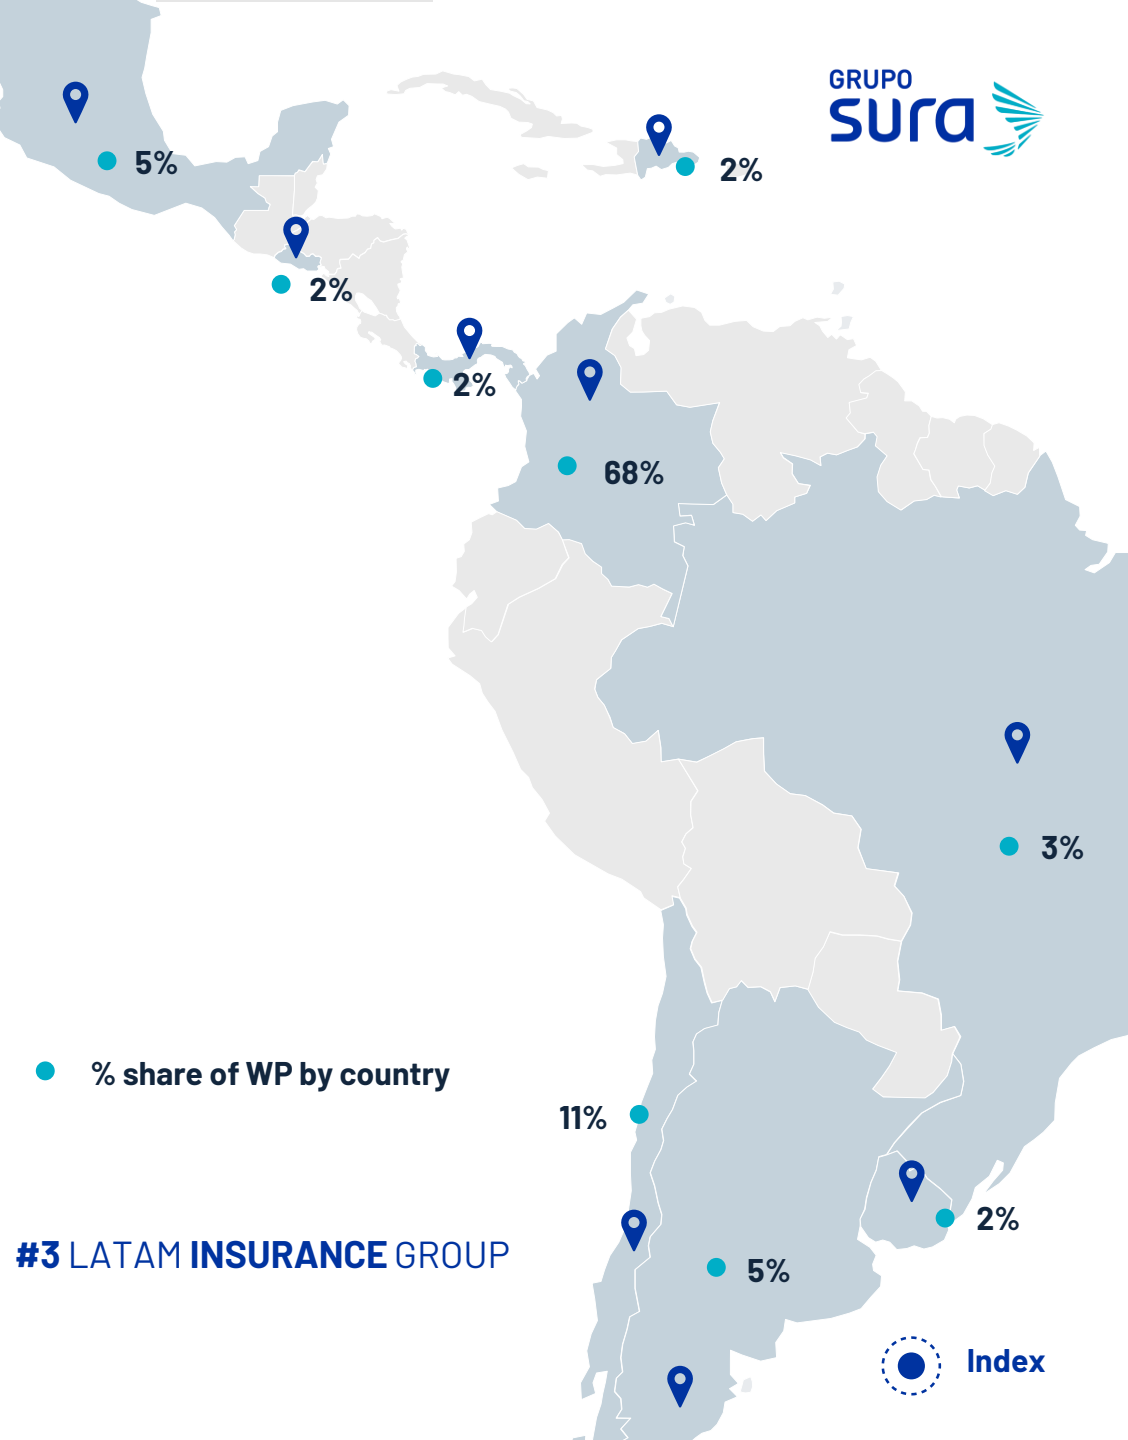 GRUPO
sura
5%
2%
2%
2%
68%
3%
% share of WP by country
11%
2%
#3 LATAM INSURANCE GROUP
5%
Index